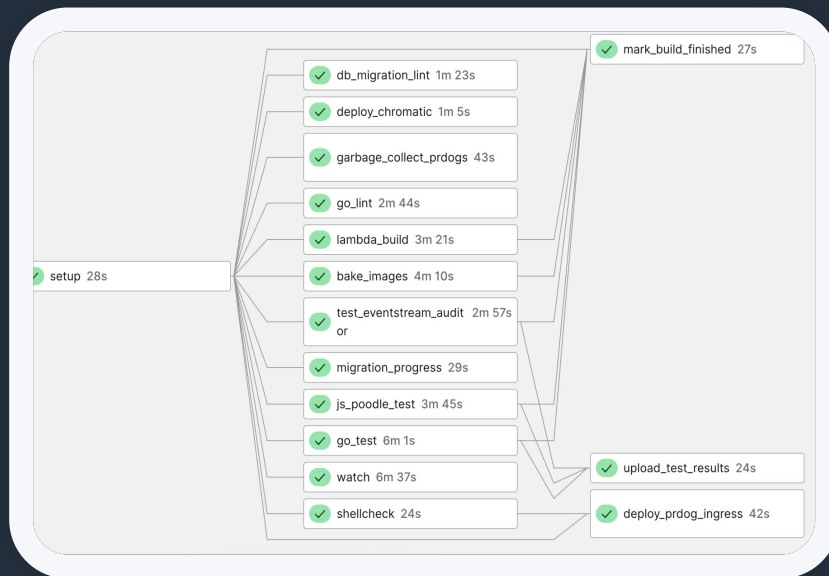 setup 28s
db_migration_lint 1m 23s
deploy_chromatic 1m 5s
garbage_collect_prdogs 43s
go_lint 2m 44s
lambda_build 3m 21s
bake_images 4m 10s
test_eventstream_audit 2m 57s
or
migration_progress 29s
js_poodle_test 3m 45s
go_test 6m 1s
watch 6m 37s
shellcheck 24s
mark_build_finished 27s
upload_test_results 24s
deploy_prdog_ingress 42s